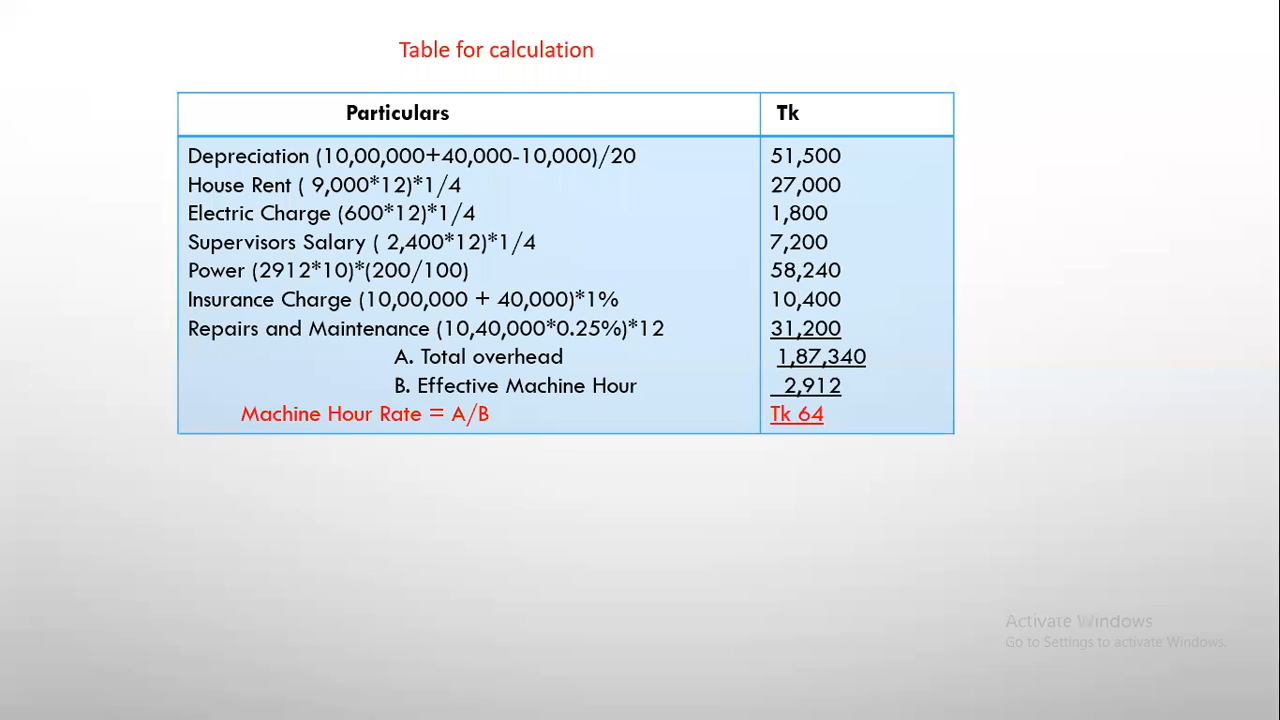 Table for calculation
Particulars Tk
Depreciation (10,00,000+40,000-10,000)/20 51,500
House Rent ( 9,000*12)*1/4 27,000
Electric Charge (600*12)*1/4 1,800
Supervisors Salary ( 2,400*12)*1/4 7,200
Power (2912*10)*(200/100) 58,240
Insurance Charge (10,00,000 + 40,000)*1% 10,400
Repairs and Maintenance (10,40,000*0.25%)*12 31,200
A. Total overhead 1,87,340
B. Effective Machine Hour 2,912
Machine Hour Rate = A/B Tk 64
Activate Windows
Go to Settings to activate Windows.